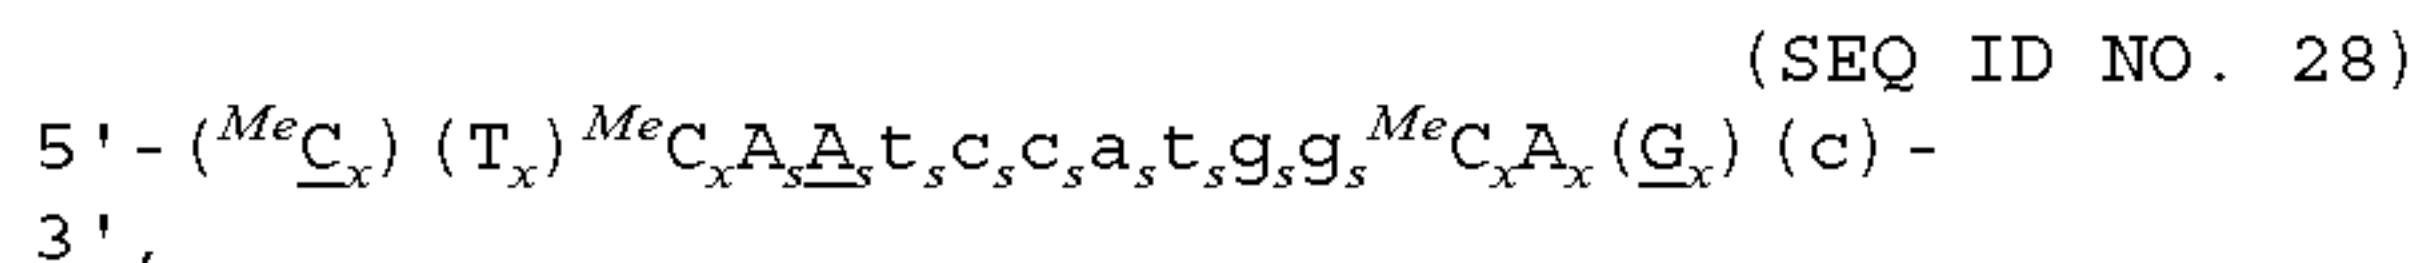 (SEQ ID NO. 28)
5'-(MeCx)(Tx)MeCxAsAstscscsastsgsgsMeCxAx(Gx)(c)-
3',